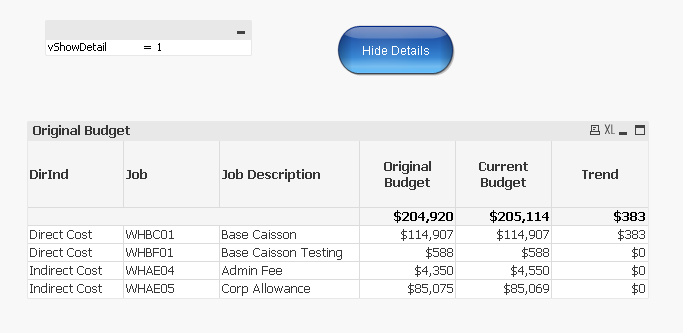 vShowDetail = 1
Hide Details
Original Budget XL
DirInd Job Job Description Original Budget Current Budget Trend
$204,920 $205,114 $383
Direct Cost WHBC01 Base Caisson $114,907 $114,907 $383
Direct Cost WHBF01 Base Caisson Testing $588 $588 $0
Indirect Cost WHAE04 Admin Fee $4,350 $4,550 $0
Indirect Cost WHAE05 Corp Allowance $85,075 $85,069 $0